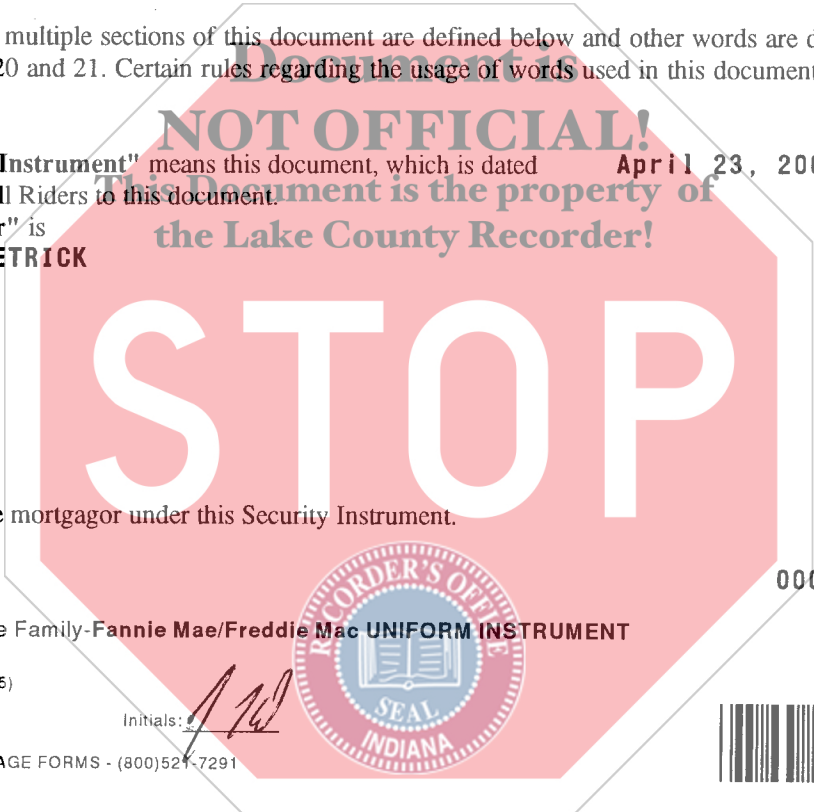 multiple sections of this document are defined below and other words are d
20 and 21. Certain rules regarding the usage of words used in this document
Document is
NOT OFFICIAL!
This Document is the property of
the Lake County Recorder!
Instrument" means this document, which is dated April 23, 200
ll Riders to this document.
r" is
ETRICK
STOP
e mortgagor under this Security Instrument.
000
RECORDER'S OFFICE
SEAL
INDIANA
e Family-Fannie Mae/Freddie Mac UNIFORM INSTRUMENT
Initials:
AGE FORMS - (800)521-7291